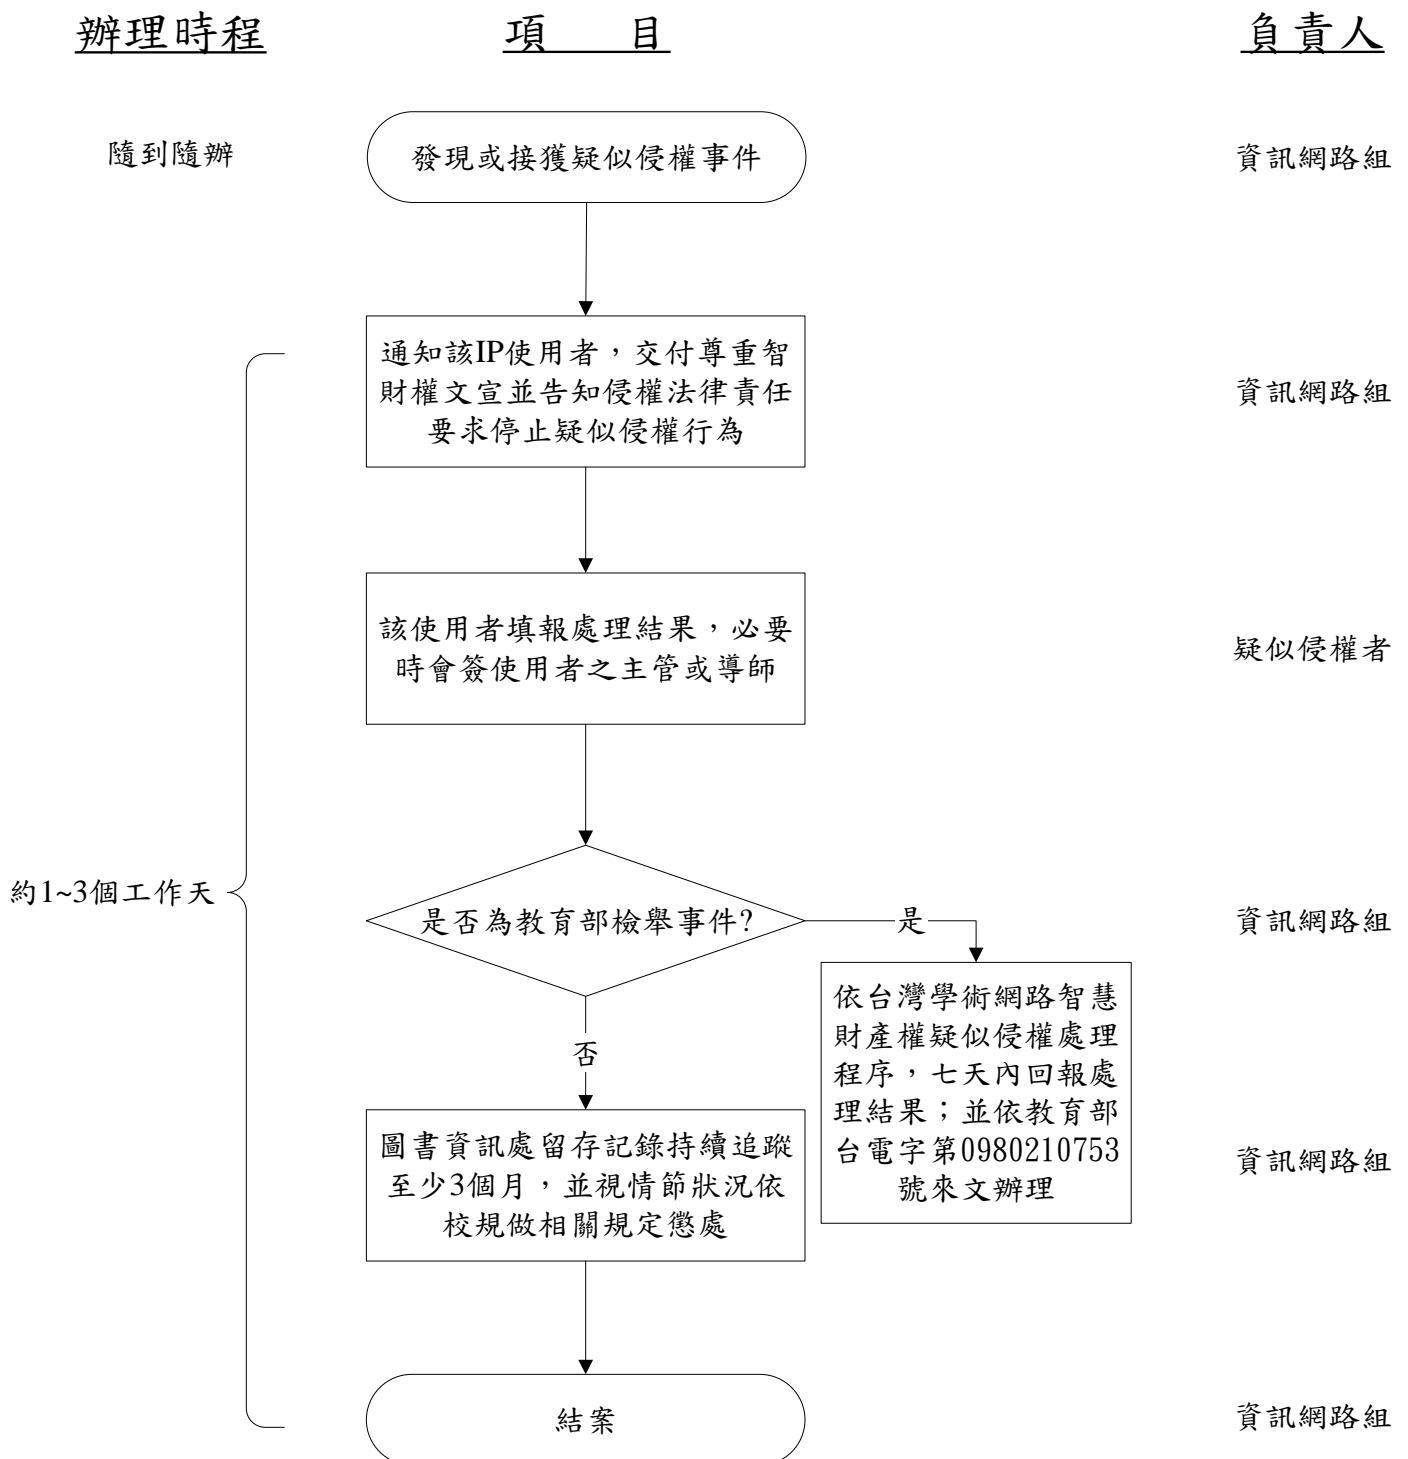 辦理時程
項 目
負責人
隨到隨辦
發現或接獲疑似侵權事件
資訊網路組
通知該IP使用者，交付尊重智
財權文宣並告知侵權法律責任
要求停止疑似侵權行為
資訊網路組
該使用者填報處理結果，必要
時會簽使用者之主管或導師
疑似侵權者
約1~3個工作天
是否為教育部檢舉事件?
是
資訊網路組
依台灣學術網路智慧
財產權疑似侵權處理
程序，七天內回報處
理結果；並依教育部
台電字第0980210753
號來文辦理
否
圖書資訊處留存記錄持續追蹤
至少3個月，並視情節狀況依
校規做相關規定懲處
資訊網路組
結案
資訊網路組